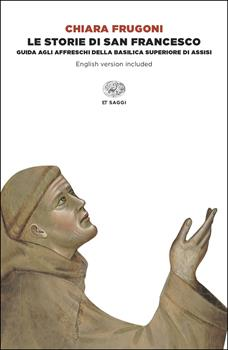 CHIARA FRUGONI
LE STORIE DI SAN FRANCESCO
GUIDA AGLI AFFRESCHI DELLA BASILICA SUPERIORE DI ASSISI
English version included
ET SAGGI